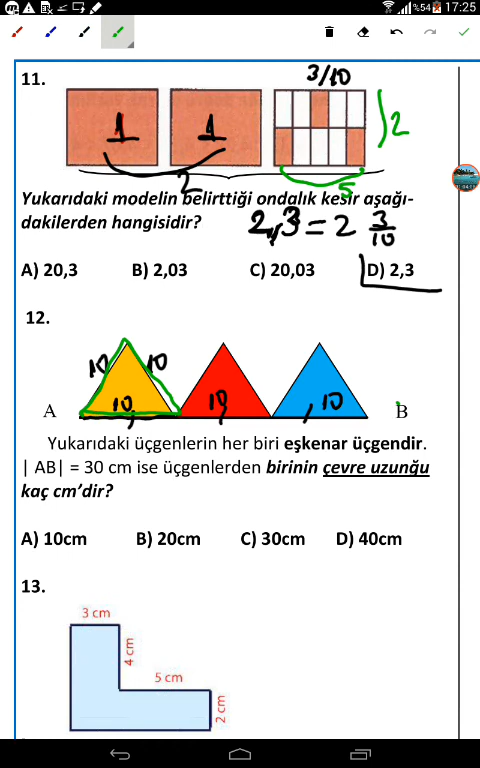 %54 17:25
11.
3/10
1 1
2
2
5
Yukarıdaki modelin belirttiği ondalık kesir aşağı-
dakilerden hangisidir?
2,3 = 2 3/10
A) 20,3 B) 2,03 C) 20,03 D) 2,3
12.
10 10
10 10 10
A B
Yukarıdaki üçgenlerin her biri eşkenar üçgendir.
| AB| = 30 cm ise üçgenlerden birinin çevre uzunğu
kaç cm’dir?
A) 10cm B) 20cm C) 30cm D) 40cm
13.
3 cm
4 cm
5 cm
2 cm